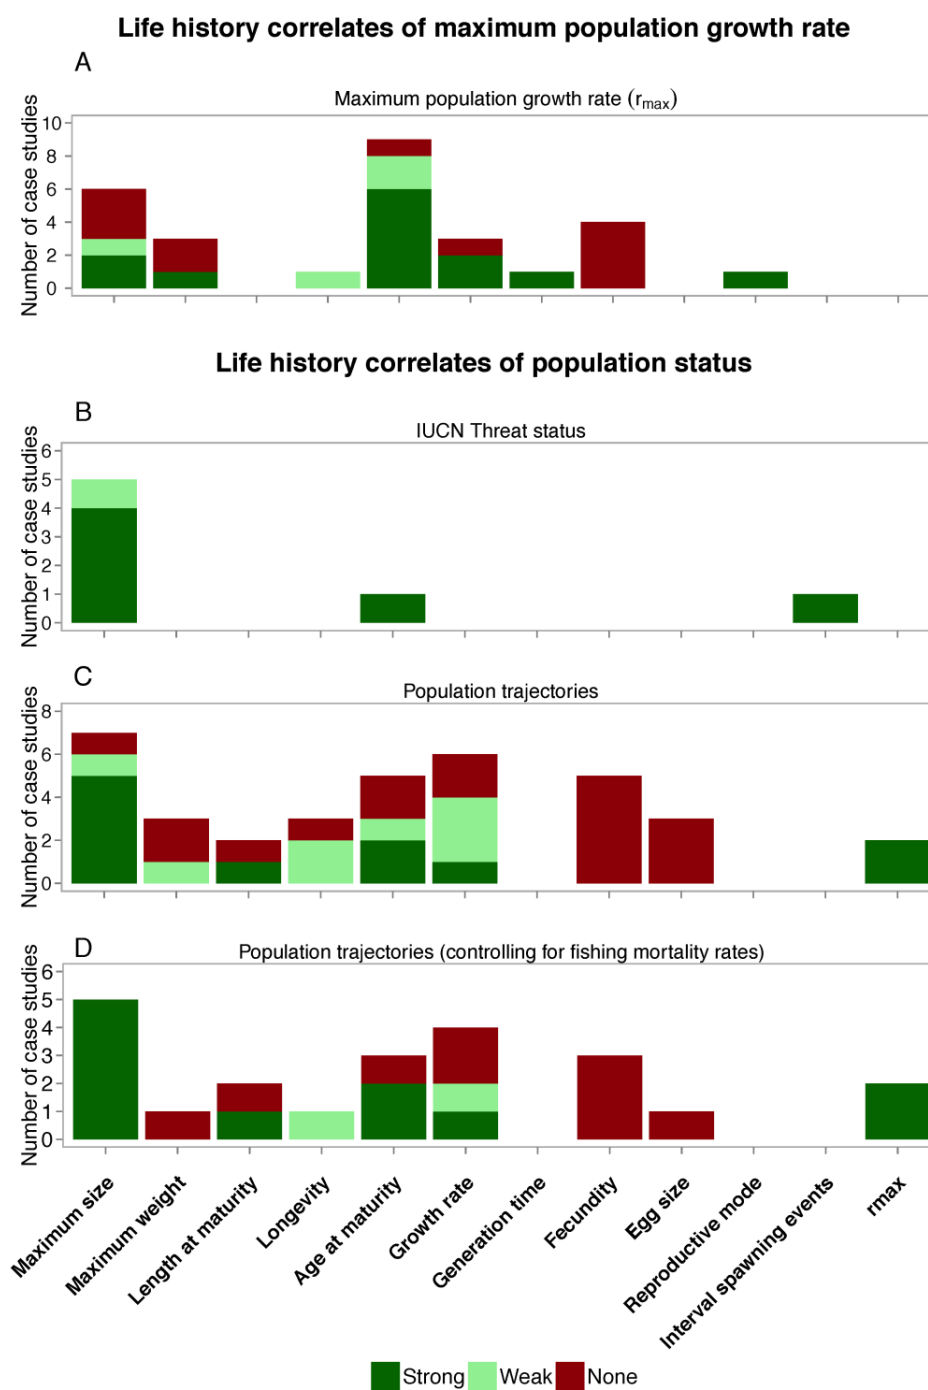 Life history correlates of maximum population growth rate
A
Maximum population growth rate (rmax)
Number of case studies
10
8
6
4
2
0
Life history correlates of population status
B
IUCN Threat status
Number of case studies
6
5
4
3
2
1
0
C
Population trajectories
Number of case studies
8
6
4
2
0
D
Population trajectories (controlling for fishing mortality rates)
Number of case studies
6
5
4
3
2
1
0
Maximum size
Maximum weight
Length at maturity
Longevity
Age at maturity
Growth rate
Generation time
Fecundity
Egg size
Reproductive mode
Interval spawning events
rmax
Strong Weak None